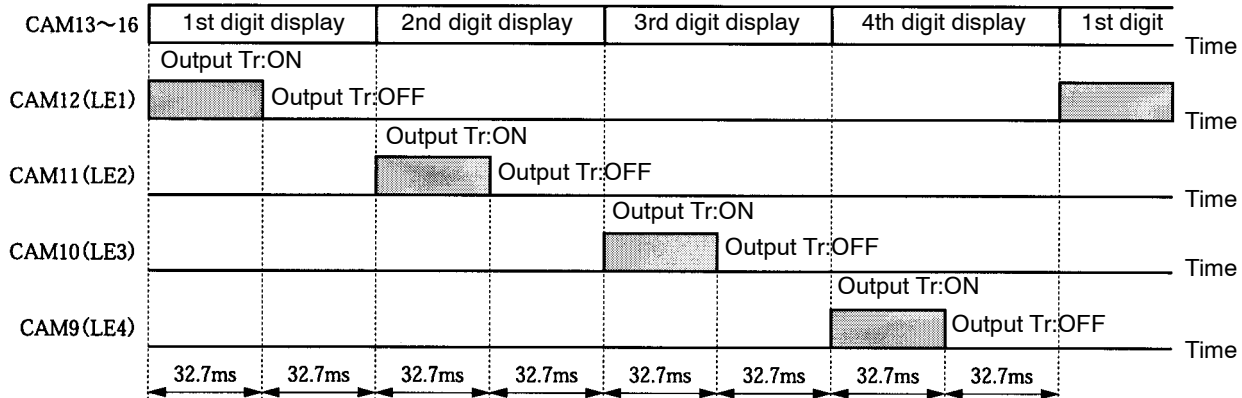 CAM13～16 1st digit display 2nd digit display 3rd digit display 4th digit display 1st digit
Time
Output Tr:ON
CAM12(LE1) Output Tr:OFF
Time
Output Tr:ON
CAM11(LE2) Output Tr:OFF
Time
Output Tr:ON
CAM10(LE3) Output Tr:OFF
Time
Output Tr:ON
CAM9(LE4) Output Tr:OFF
Time
32.7ms 32.7ms 32.7ms 32.7ms 32.7ms 32.7ms 32.7ms 32.7ms